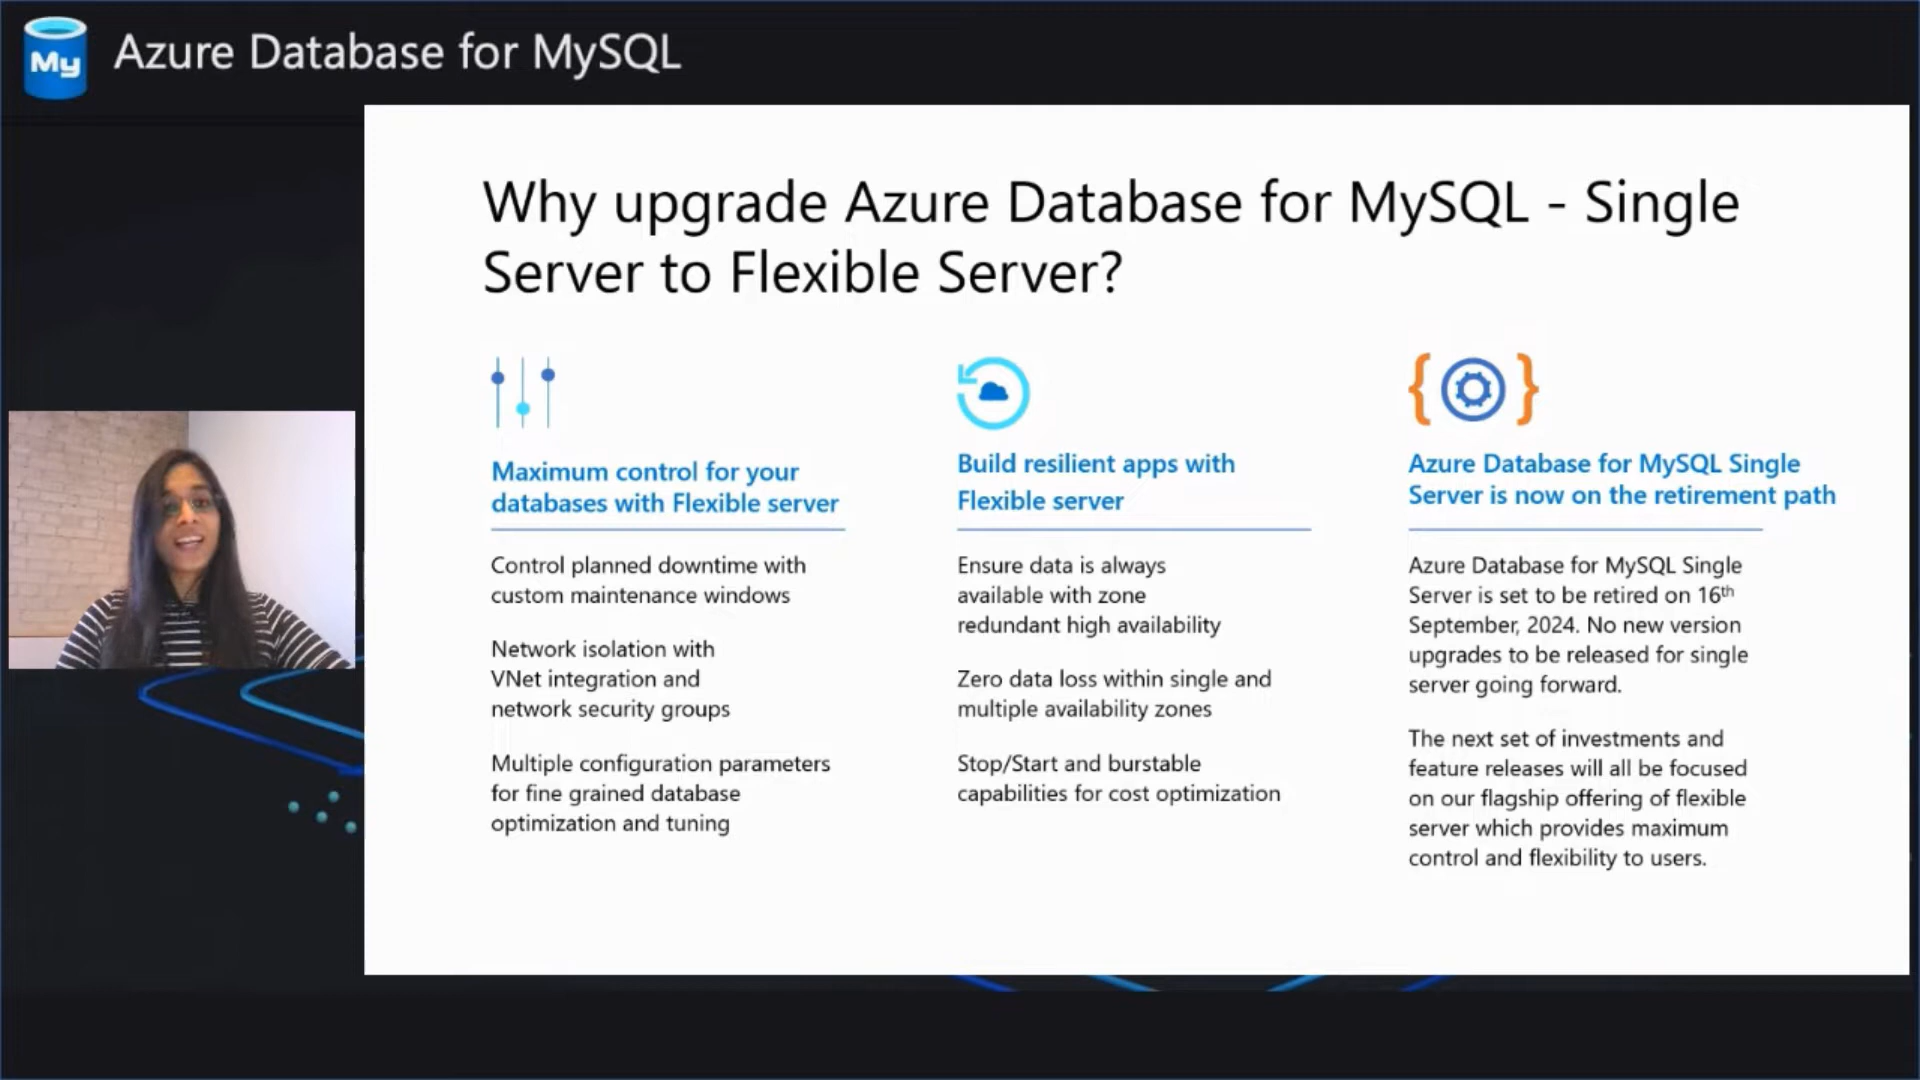 My
Azure Database for MySQL
Why upgrade Azure Database for MySQL - Single
Server to Flexible Server?
Maximum control for your
databases with Flexible server
Control planned downtime with
custom maintenance windows
Network isolation with
VNet integration and
network security groups
Multiple configuration parameters
for fine grained database
optimization and tuning
Build resilient apps with
Flexible server
Ensure data is always
available with zone
redundant high availability
Zero data loss within single and
multiple availability zones
Stop/Start and burstable
capabilities for cost optimization
Azure Database for MySQL Single
Server is now on the retirement path
Azure Database for MySQL Single
Server is set to be retired on 16th
September, 2024. No new version
upgrades to be released for single
server going forward.
The next set of investments and
feature releases will all be focused
on our flagship offering of flexible
server which provides maximum
control and flexibility to users.